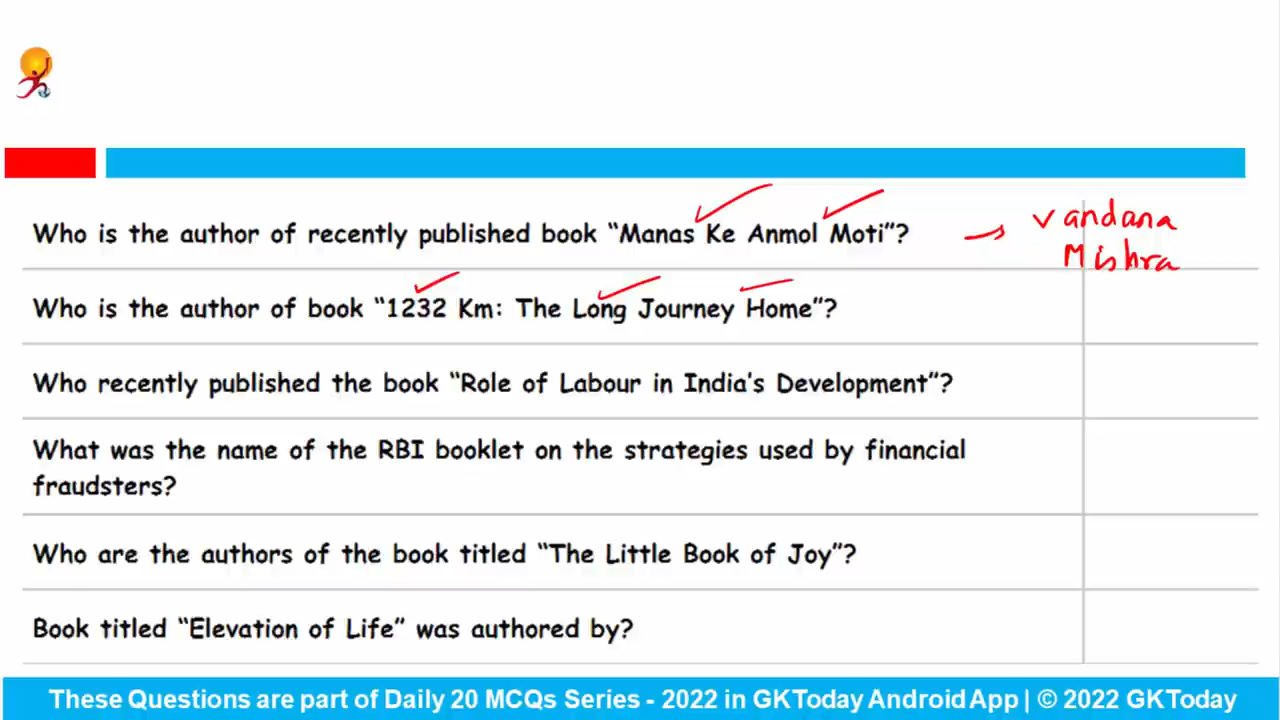 Who is the author of recently published book “Manas Ke Anmol Moti”?
vandana
Mishra
Who is the author of book “1232 Km: The Long Journey Home”?
Who recently published the book “Role of Labour in India’s Development”?
What was the name of the RBI booklet on the strategies used by financial
fraudsters?
Who are the authors of the book titled “The Little Book of Joy”?
Book titled “Elevation of Life” was authored by?
These Questions are part of Daily 20 MCQs Series - 2022 in GKToday Android App | © 2022 GKToday